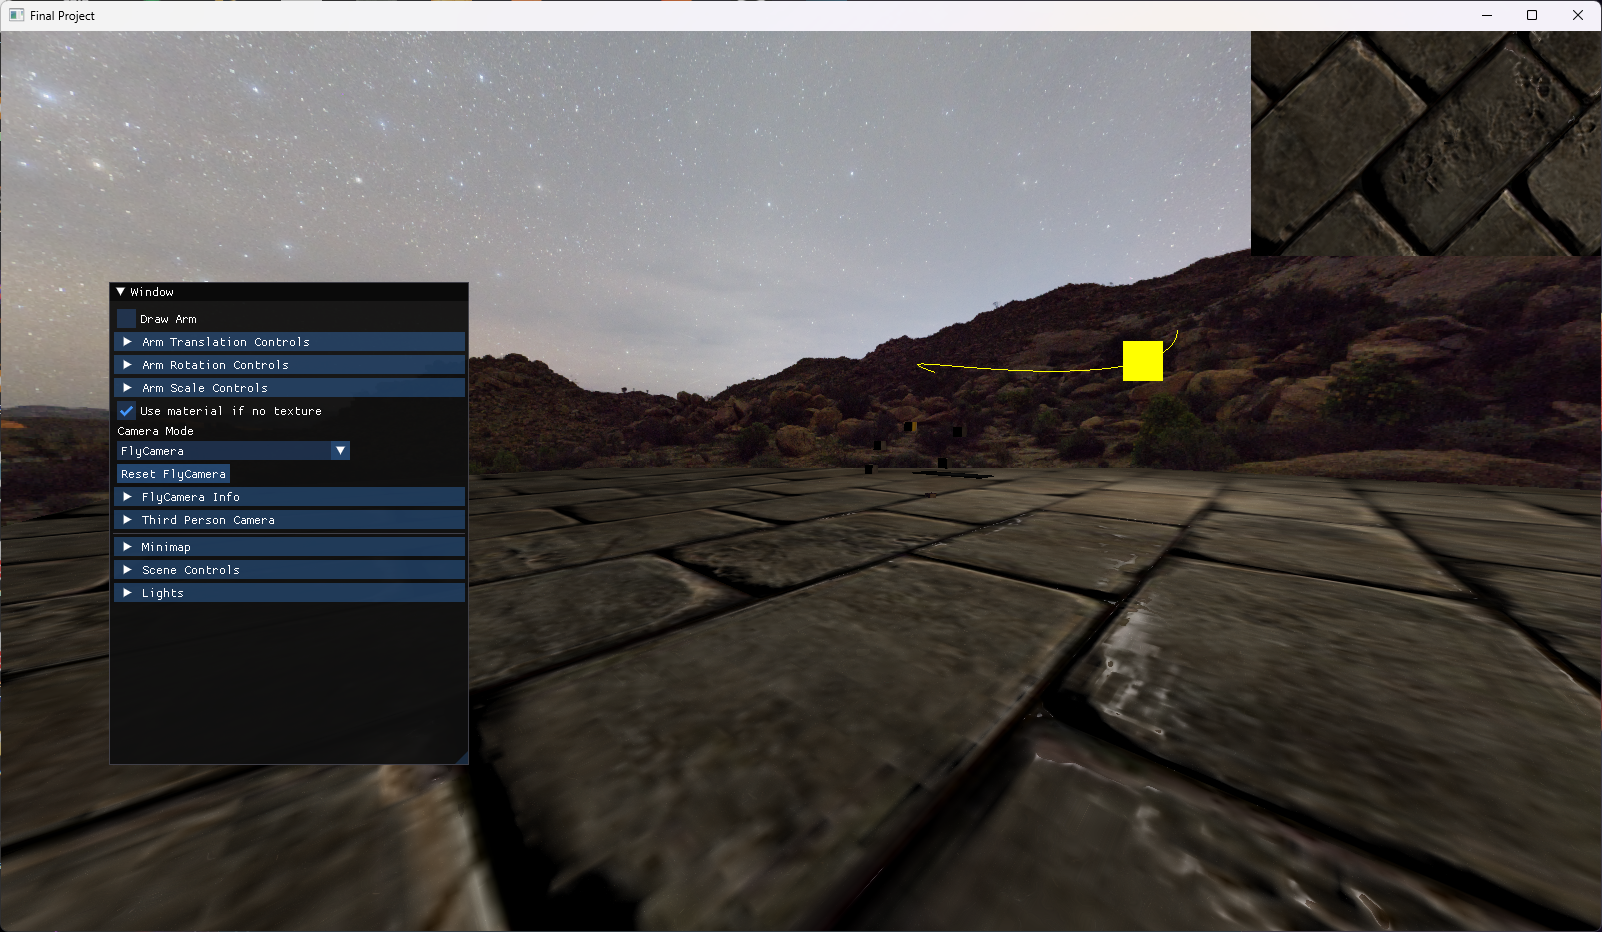 Final Project
Window
Draw Arm
Arm Translation Controls
Arm Rotation Controls
Arm Scale Controls
Use material if no texture
Camera Mode
FlyCamera
Reset FlyCamera
FlyCamera Info
Third Person Camera
Minimap
Scene Controls
Lights